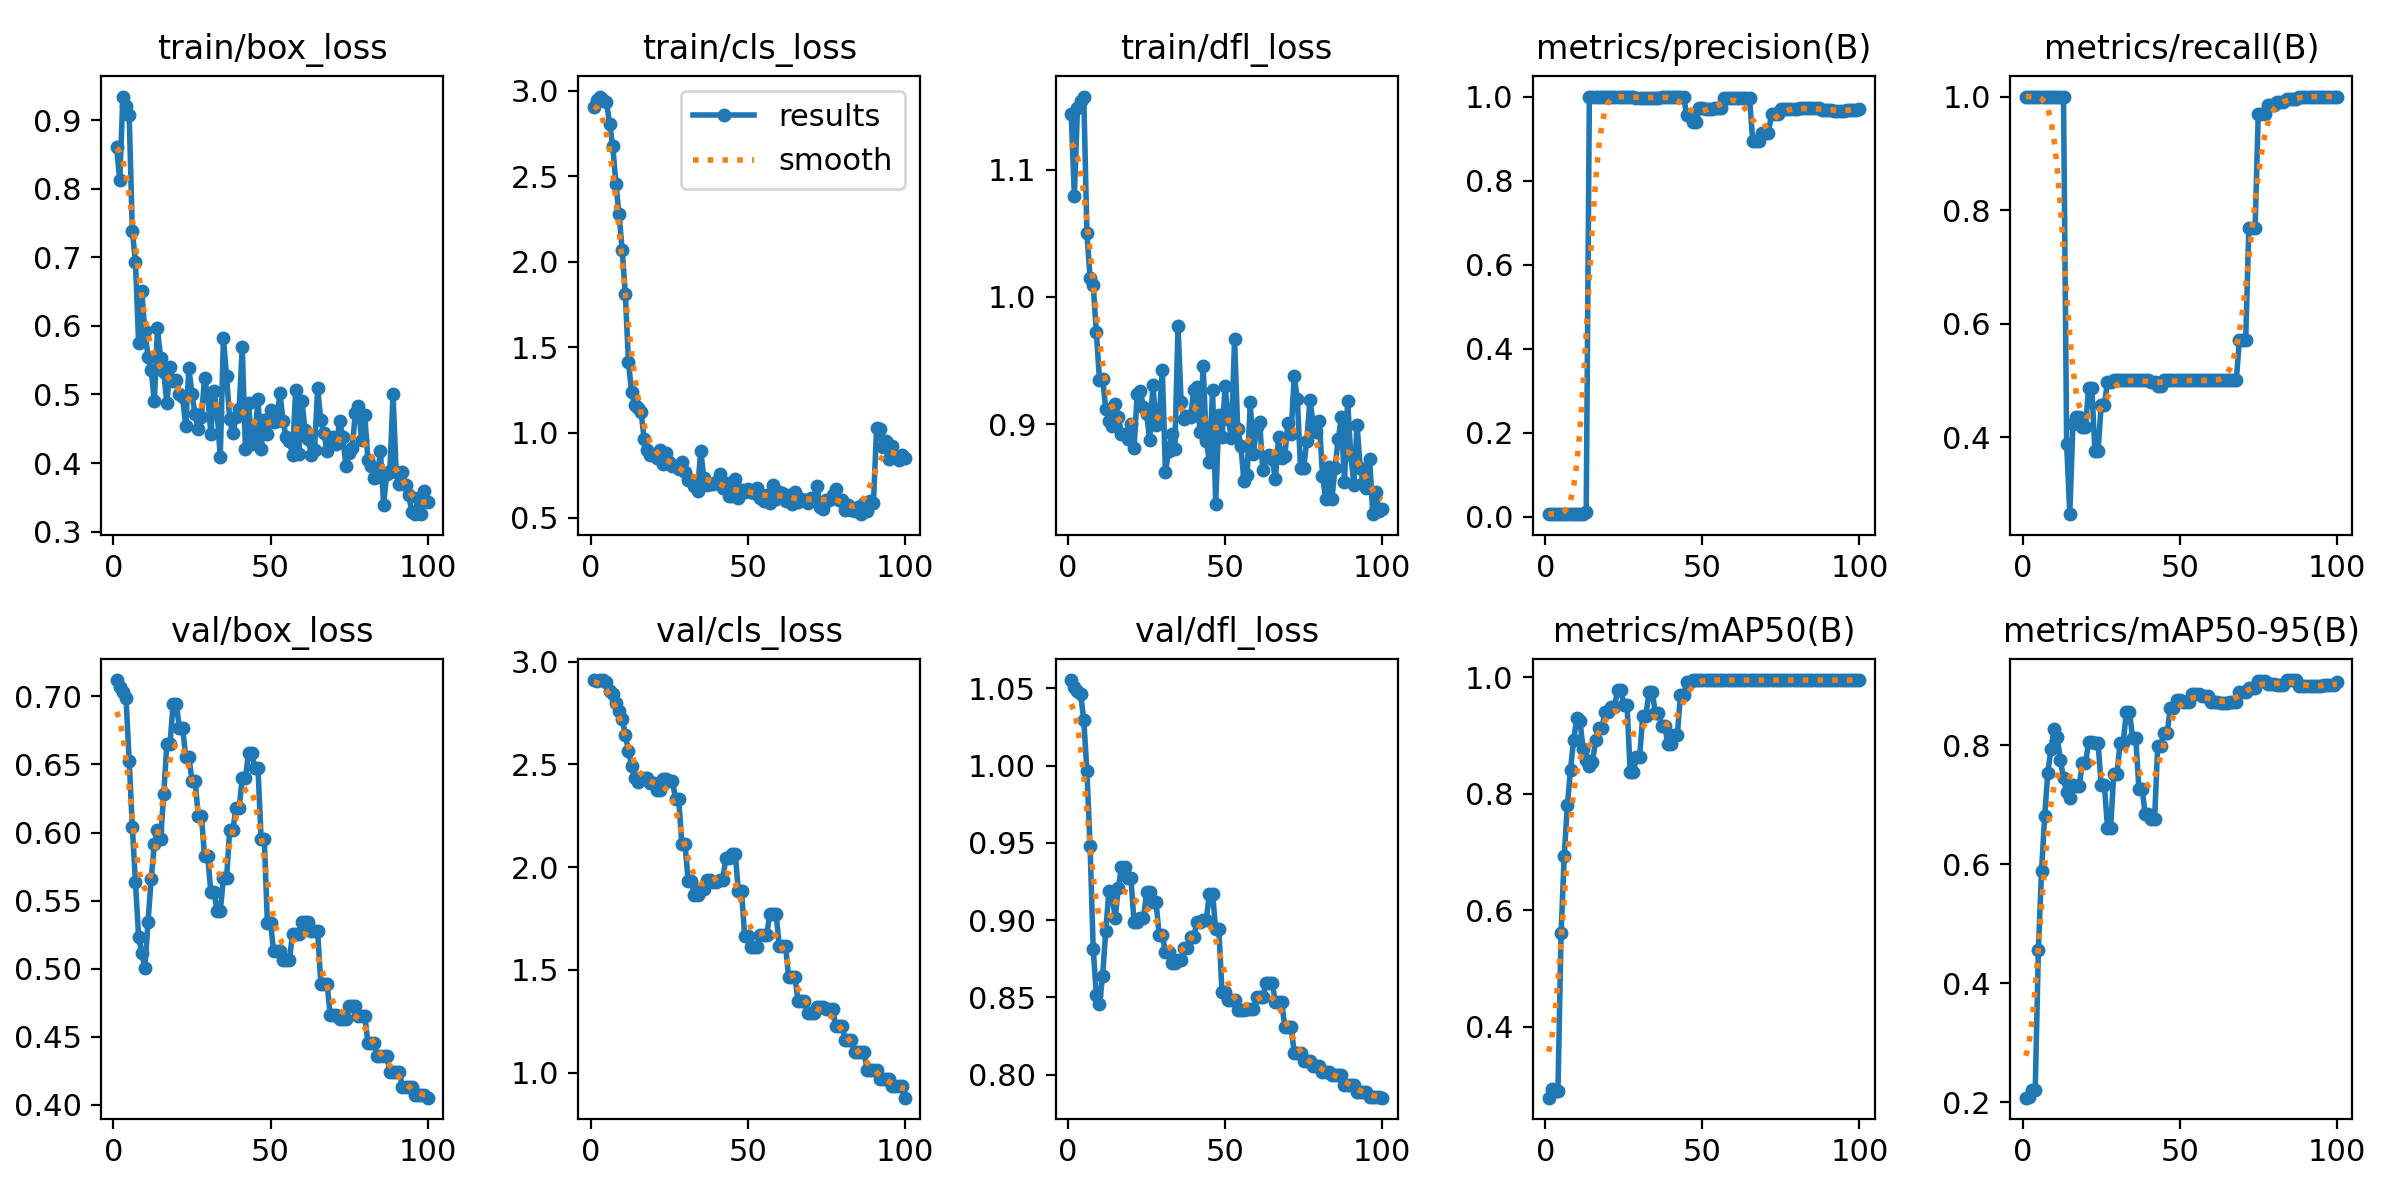 train/box_loss
0.9
0.8
0.7
0.6
0.5
0.4
0.3
0 50 100
train/cls_loss
results
smooth
3.0
2.5
2.0
1.5
1.0
0.5
0 50 100
train/dfl_loss
1.1
1.0
0.9
0 50 100
metrics/precision(B)
1.0
0.8
0.6
0.4
0.2
0.0
0 50 100
metrics/recall(B)
1.0
0.8
0.6
0.4
0 50 100
val/box_loss
0.70
0.65
0.60
0.55
0.50
0.45
0.40
0 50 100
val/cls_loss
3.0
2.5
2.0
1.5
1.0
0 50 100
val/dfl_loss
1.05
1.00
0.95
0.90
0.85
0.80
0 50 100
metrics/mAP50(B)
1.0
0.8
0.6
0.4
0 50 100
metrics/mAP50-95(B)
0.8
0.6
0.4
0.2
0 50 100